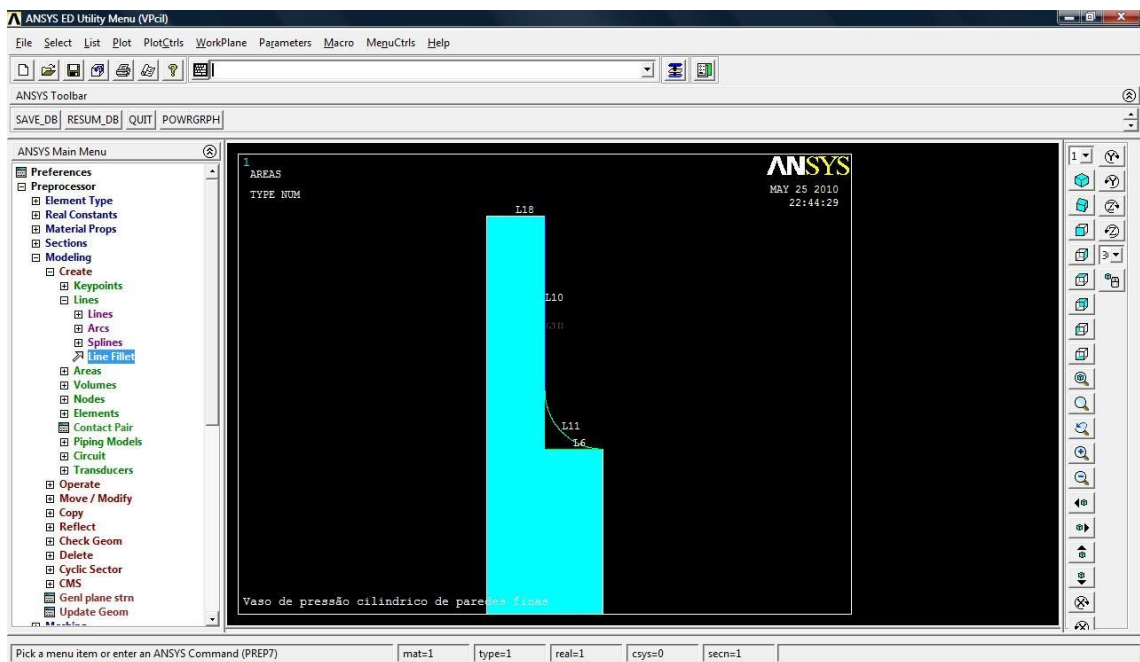 ANSYS ED Utility Menu (VPcil)
File Select List Plot PlotCtrls WorkPlane Parameters Macro MenuCtrls Help
ANSYS Toolbar
SAVE_DB RESUM_DB QUIT POWRGRPH
ANSYS Main Menu
Preferences
Preprocessor
Element Type
Real Constants
Material Props
Sections
Modeling
Create
Keypoints
Lines
Lines
Arcs
Splines
Line Fillet
Areas
Volumes
Nodes
Elements
Contact Pair
Piping Models
Circuit
Transducers
Operate
Move / Modify
Copy
Reflect
Check Geom
Delete
Cyclic Sector
CMS
Genl plane strn
Update Geom
1
AREAS
TYPE NUM
ANSYS
MAY 25 2010
22:44:29
L18
L10
L11
L6
Vaso de pressão cilindrico de paredes finas
1
Pick a menu item or enter an ANSYS Command (PREP7)
mat=1
type=1
real=1
csys=0
secn=1